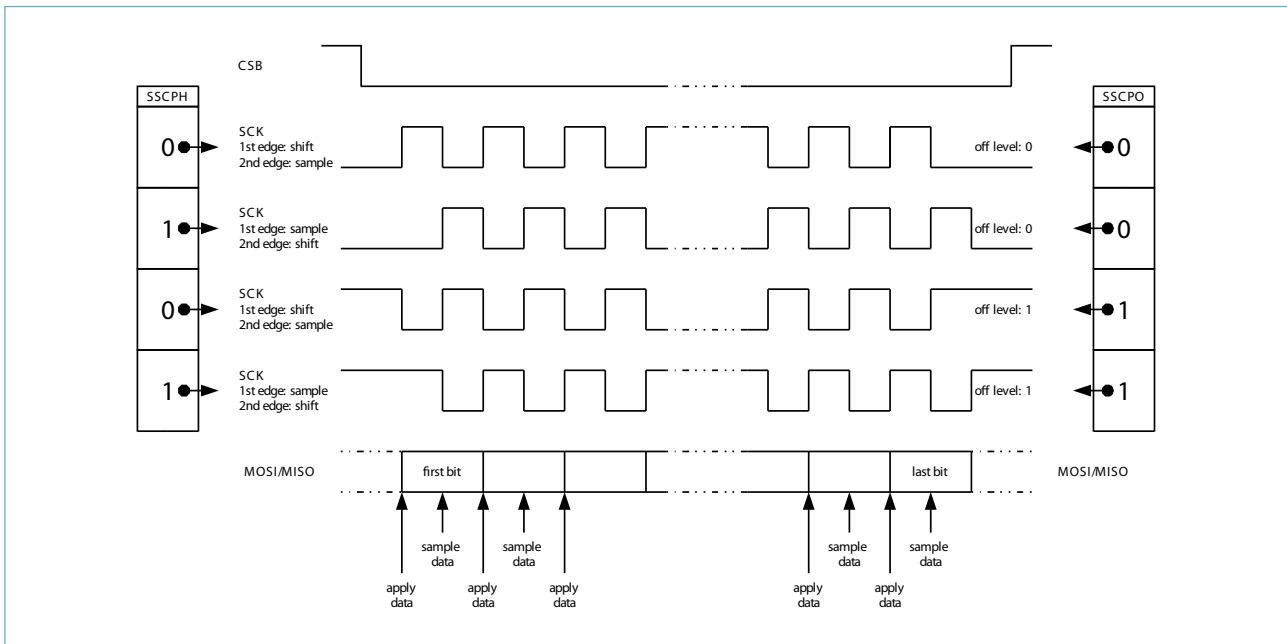 CSB
SSCPH
SSCPO
0
SCK
1st edge: shift
2nd edge: sample
off level: 0
0
1
SCK
1st edge: sample
2nd edge: shift
off level: 0
0
0
SCK
1st edge: shift
2nd edge: sample
off level: 1
1
1
SCK
1st edge: sample
2nd edge: shift
off level: 1
1
MOSI/MISO
first bit
last bit
MOSI/MISO
sample
data
sample
data
sample
data
sample
data
apply
data
apply
data
apply
data
apply
data
apply
data